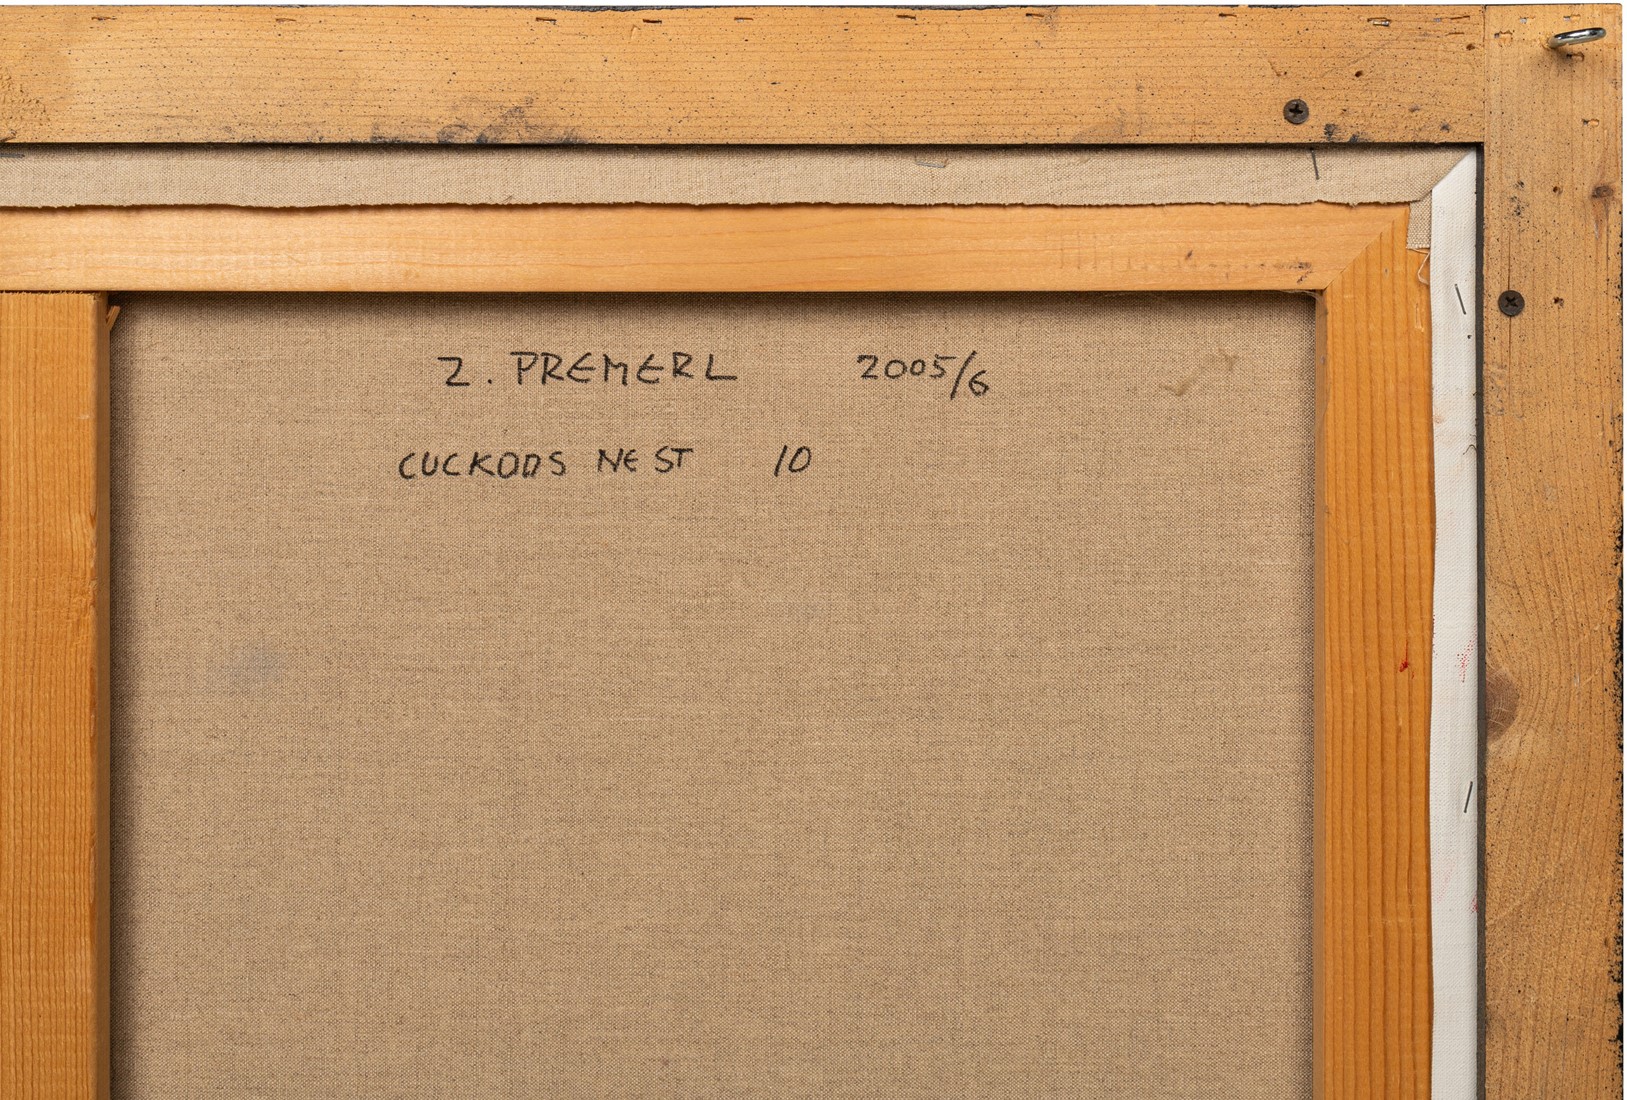 Z. PREMERL 2005/6
CUCKOOS NEST 10